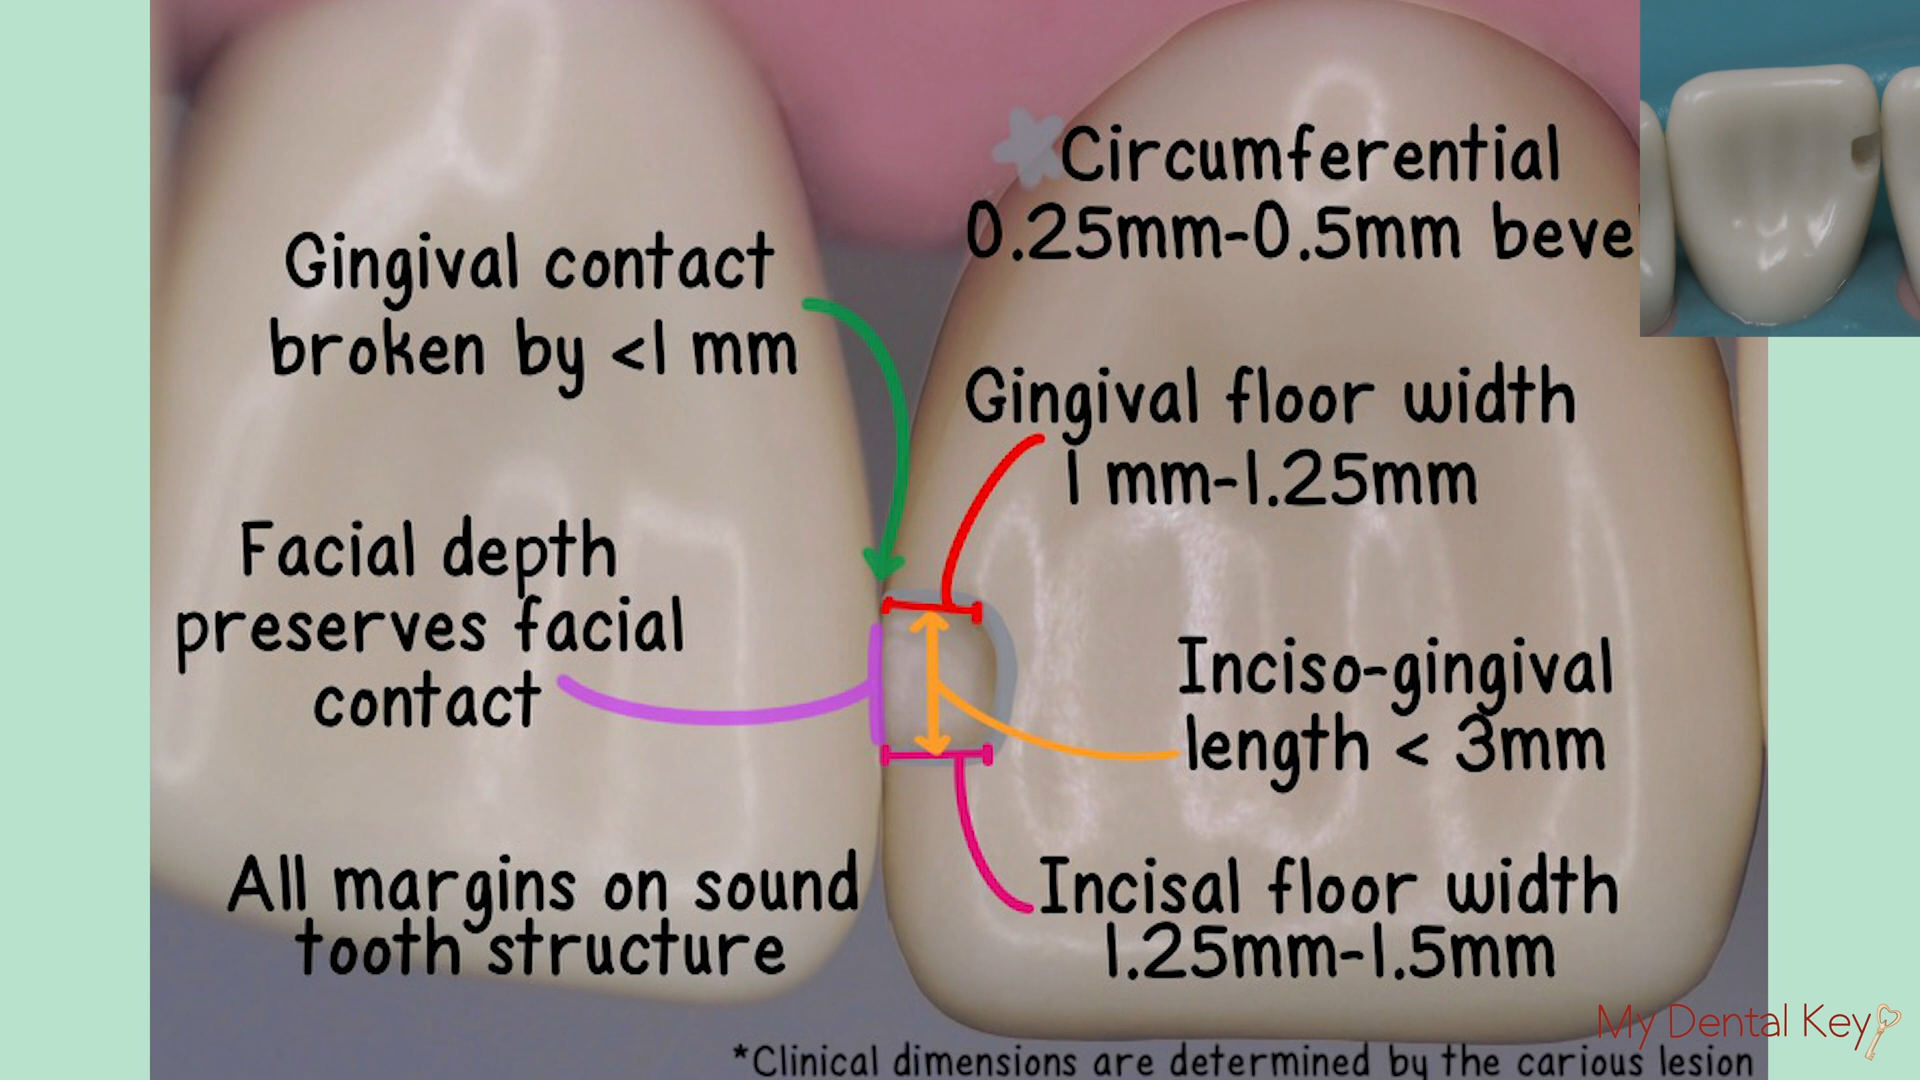 Circumferential
0.25mm-0.5mm beve
Gingival contact
broken by <1 mm
Gingival floor width
1 mm-1.25mm
Facial depth
preserves facial
contact
Inciso-gingival
length < 3mm
All margins on sound
tooth structure
Incisal floor width
1.25mm-1.5mm
My Dental Key
*Clinical dimensions are determined by the carious lesion